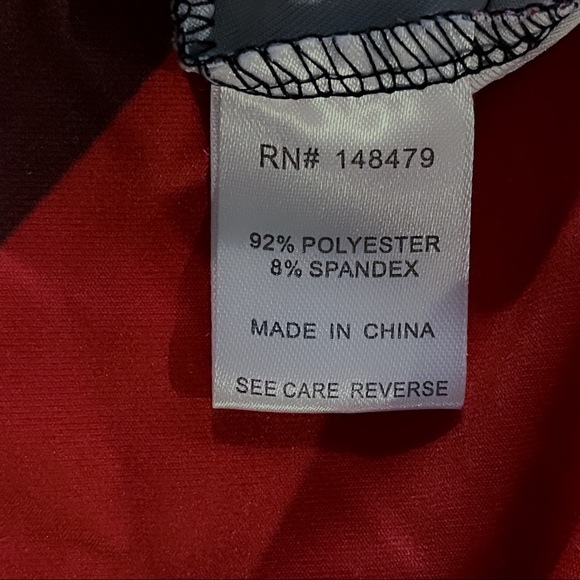 RN# 148479
92% POLYESTER
8% SPANDEX
MADE IN CHINA
SEE CARE REVERSE